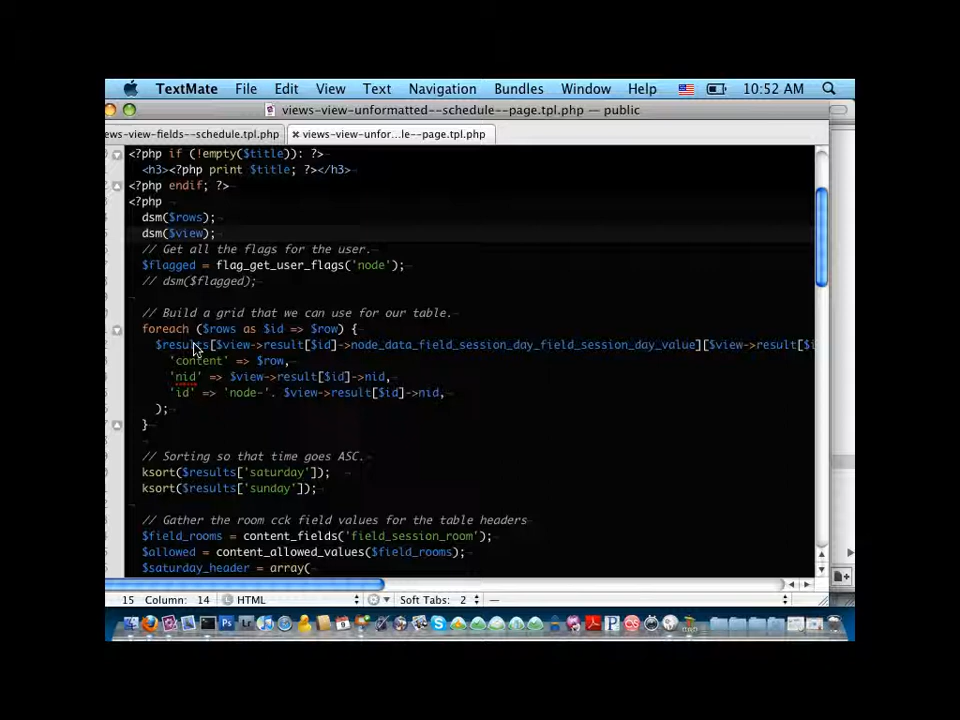 TextMate File Edit View Text Navigation Bundles Window Help 10:52 AM
views-view-unformatted--schedule--page.tpl.php — public
ews-view-fields--schedule.tpl.php views-view-unfor...le--page.tpl.php
<?php if (!empty($title)): ?>
<h3><?php print $title; ?></h3>
<?php endif; ?>
<?php
dsm($rows);
dsm($view);
// Get all the flags for the user.
$flagged = flag_get_user_flags('node');
// dsm($flagged);
// Build a grid that we can use for our table.
foreach ($rows as $id => $row) {
$results[$view->result[$id]->node_data_field_session_day_field_session_day_value][$view->result[$i
'content' => $row,
'nid' => $view->result[$id]->nid,
'id' => 'node-'. $view->result[$id]->nid,
);
}
// Sorting so that time goes ASC.
ksort($results['saturday']);
ksort($results['sunday']);
// Gather the room cck field values for the table headers
$field_rooms = content_fields('field_session_room');
$allowed = content_allowed_values($field_rooms);
$saturday_header = array(
15 Column: 14 HTML Soft Tabs: 2 —